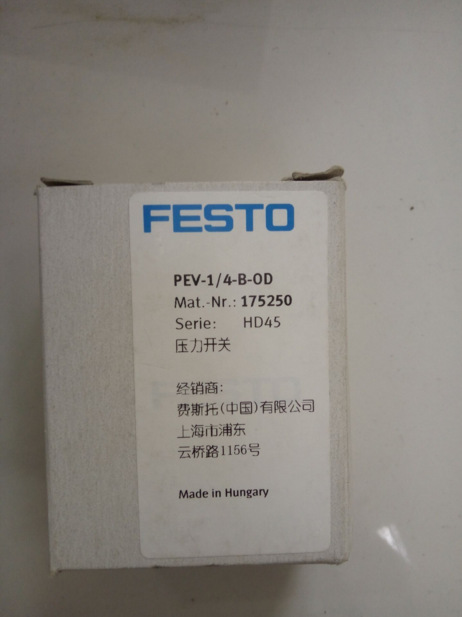 FESTO
PEV-1/4-B-OD
Mat.-Nr.: 175250
Serie: HD45
压力开关
经销商:
费斯托(中国)有限公司
上海市浦东
云桥路1156号
Made in Hungary